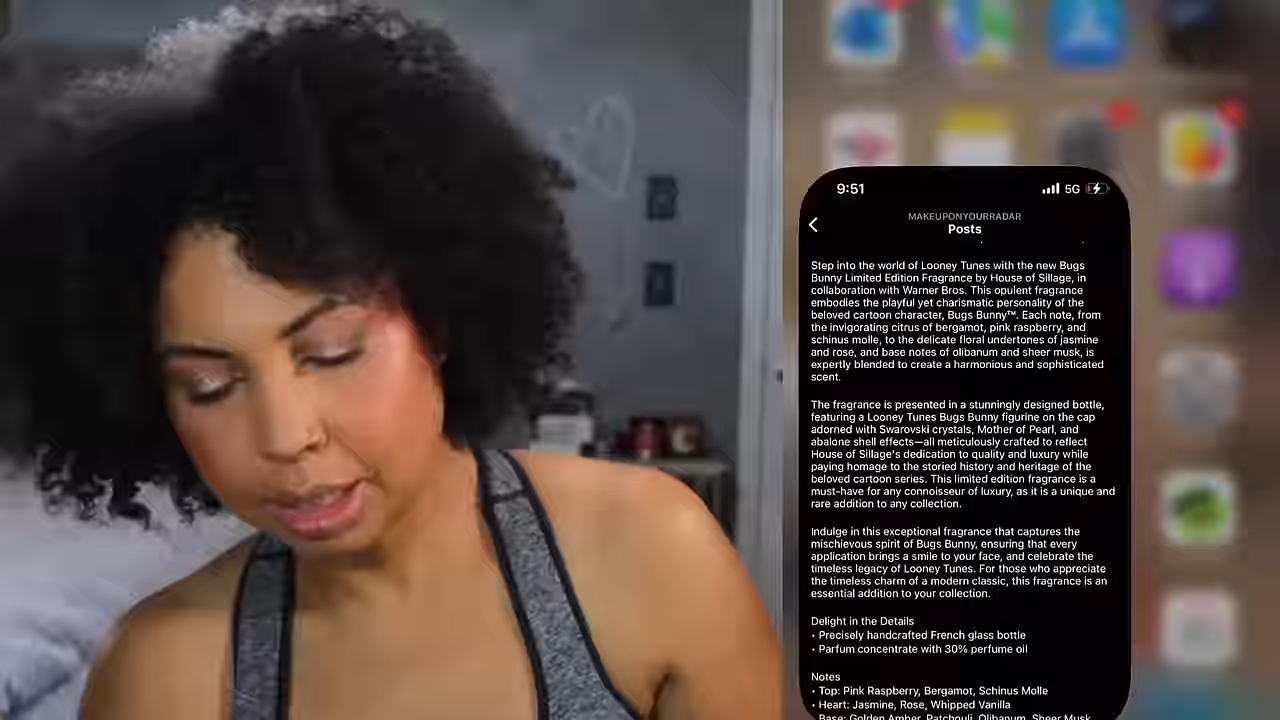 9:51
5G
MAKEUPONYOURRADAR
Posts
Step into the world of Looney Tunes with the new Bugs
Bunny Limited Edition Fragrance by House of Sillage, in
collaboration with Warner Bros. This opulent fragrance
embodies the playful yet charismatic personality of the
beloved cartoon character, Bugs Bunny™. Each note, from
the invigorating citrus of bergamot, pink raspberry, and
schinus molle, to the delicate floral undertones of jasmine
and rose, and base notes of olibanum and sheer musk, is
expertly blended to create a harmonious and sophisticated
scent.
The fragrance is presented in a stunningly designed bottle,
featuring a Looney Tunes Bugs Bunny figurine on the cap
adorned with Swarovski crystals, Mother of Pearl, and
abalone shell effects—all meticulously crafted to reflect
House of Sillage's dedication to quality and luxury while
paying homage to the storied history and heritage of the
beloved cartoon series. This limited edition fragrance is a
must-have for any connoisseur of luxury, as it is a unique and
rare addition to any collection.
Indulge in this exceptional fragrance that captures the
mischievous spirit of Bugs Bunny, ensuring that every
application brings a smile to your face, and celebrate the
timeless legacy of Looney Tunes. For those who appreciate
the timeless charm of a modern classic, this fragrance is an
essential addition to your collection.
Delight in the Details
• Precisely handcrafted French glass bottle
• Parfum concentrate with 30% perfume oil
Notes
• Top: Pink Raspberry, Bergamot, Schinus Molle
• Heart: Jasmine, Rose, Whipped Vanilla
• Base: Golden Amber, Patchouli, Olibanum, Sheer Musk